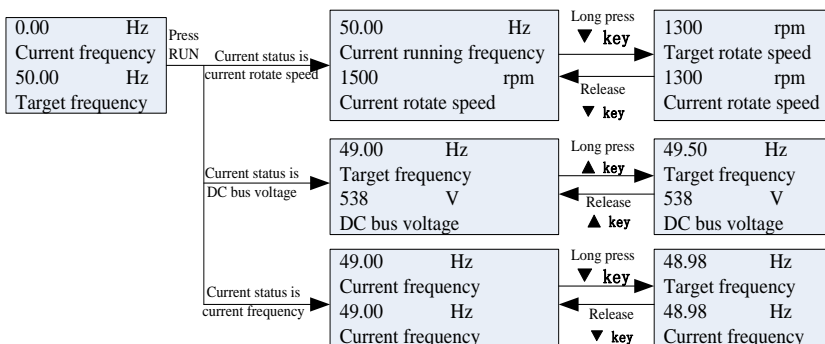 0.00 Hz
Current frequency
50.00 Hz
Target frequency
Press
RUN
Current status is
current rotate speed
50.00 Hz
Current running frequency
1500 rpm
Current rotate speed
Long press
▼ key
Release
▼ key
1300 rpm
Target rotate speed
1300 rpm
Current rotate speed
Current status is
DC bus voltage
49.00 Hz
Target frequency
538 V
DC bus voltage
Long press
▲ key
Release
▲ key
49.50 Hz
Target frequency
538 V
DC bus voltage
Current status is
current frequency
49.00 Hz
Current frequency
49.00 Hz
Current frequency
Long press
▼ key
Release
▼ key
48.98 Hz
Target frequency
48.98 Hz
Current frequency